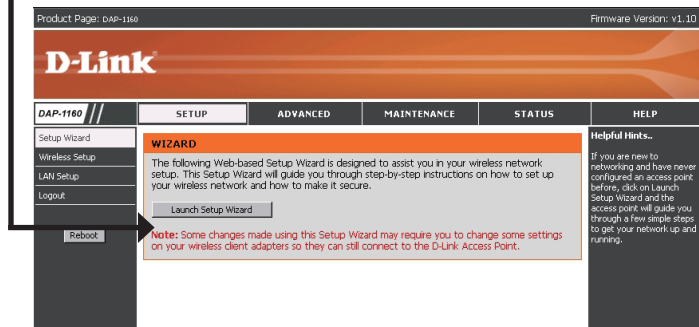 Product Page: DAP-1160
Firmware Version: v1.10
D-Link
DAP-1160
SETUP
ADVANCED
MAINTENANCE
STATUS
HELP
Setup Wizard
Wireless Setup
LAN Setup
Logout
Reboot
WIZARD
The following Web-based Setup Wizard is designed to assist you in your wireless network
setup. This Setup Wizard will guide you through step-by-step instructions on how to set up
your wireless network and how to make it secure.
Launch Setup Wizard
Note: Some changes made using this Setup Wizard may require you to change some settings
on your wireless client adapters so they can still connect to the D-Link Access Point.
Helpful Hints..
If you are new to
networking and have never
configured an access point
before, click on Launch
Setup Wizard and the
access point will guide you
through a few simple steps
to get your network up and
running.